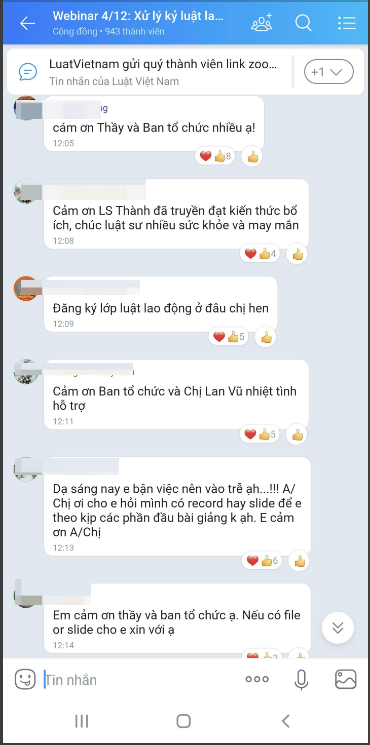 Webinar 4/12: Xử lý kỷ luật la...
Cộng đồng • 943 thành viên
LuatVietnam gửi quý thành viên link zoo...
Tin nhắn của Luật Việt Nam
+1
cám ơn Thầy và Ban tổ chức nhiều ạ!
12:05
8
Cảm ơn LS Thành đã truyền đạt kiến thức bổ
ích, chúc luật sư nhiều sức khỏe và may mắn
12:08
4
Đăng ký lớp luật lao động ở đâu chị hen
12:09
5
Cảm ơn Ban tổ chức và Chị Lan Vũ nhiệt tình
hỗ trợ
12:11
5
Dạ sáng nay e bận việc nên vào trễ ạh...!!! A/
Chị ơi cho e hỏi mình có record hay slide để e
theo kịp các phần đầu bài giảng k ạh. E cảm
ơn A/Chị
12:13
6
Em cảm ơn thầy và ban tổ chức ạ. Nếu có file
or slide cho e xin với ạ
12:14
Tin nhắn